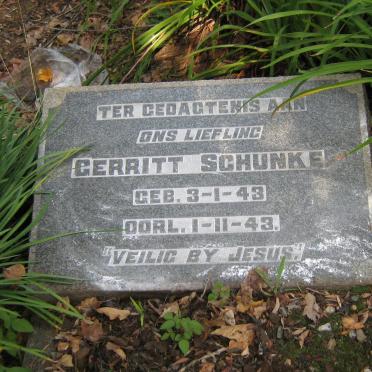 TER GEDAGTENIS AAN
ONS LIEFLING
GERRITT SCHUNKE
GEB. 3-1-43
OORL. 1-11-43.
"VEILIG BY JESUS."